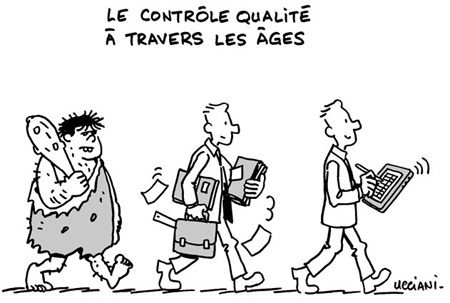 LE CONTRÔLE QUALITÉ
À TRAVERS LES ÂGES
UCCIANI-